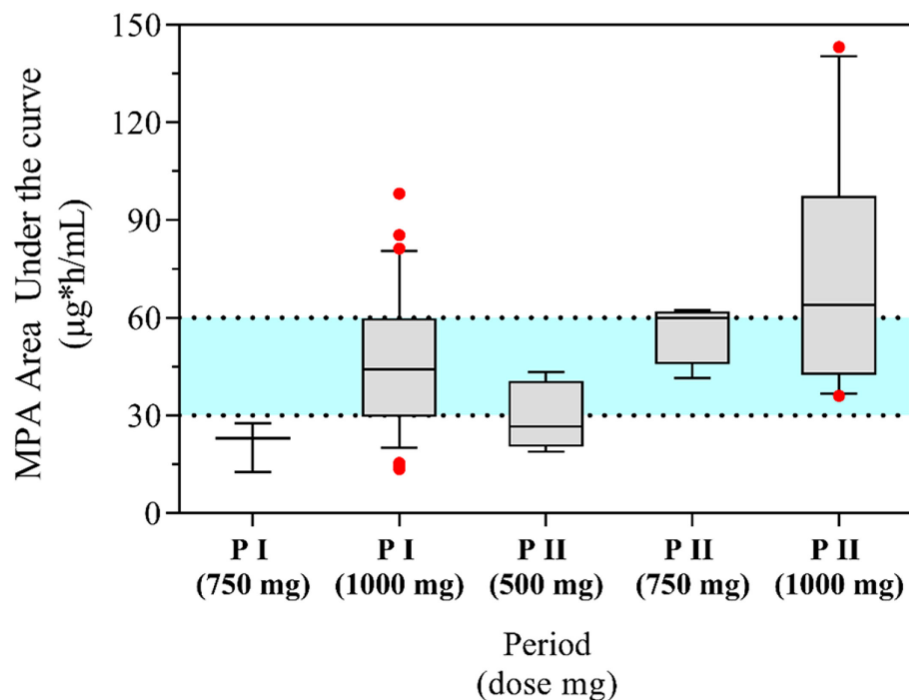 MPA Area Under the curve
(µg*h/mL)
150
120
90
60
30
0
P I
(750 mg)
P I
(1000 mg)
P II
(500 mg)
P II
(750 mg)
P II
(1000 mg)
Period
(dose mg)